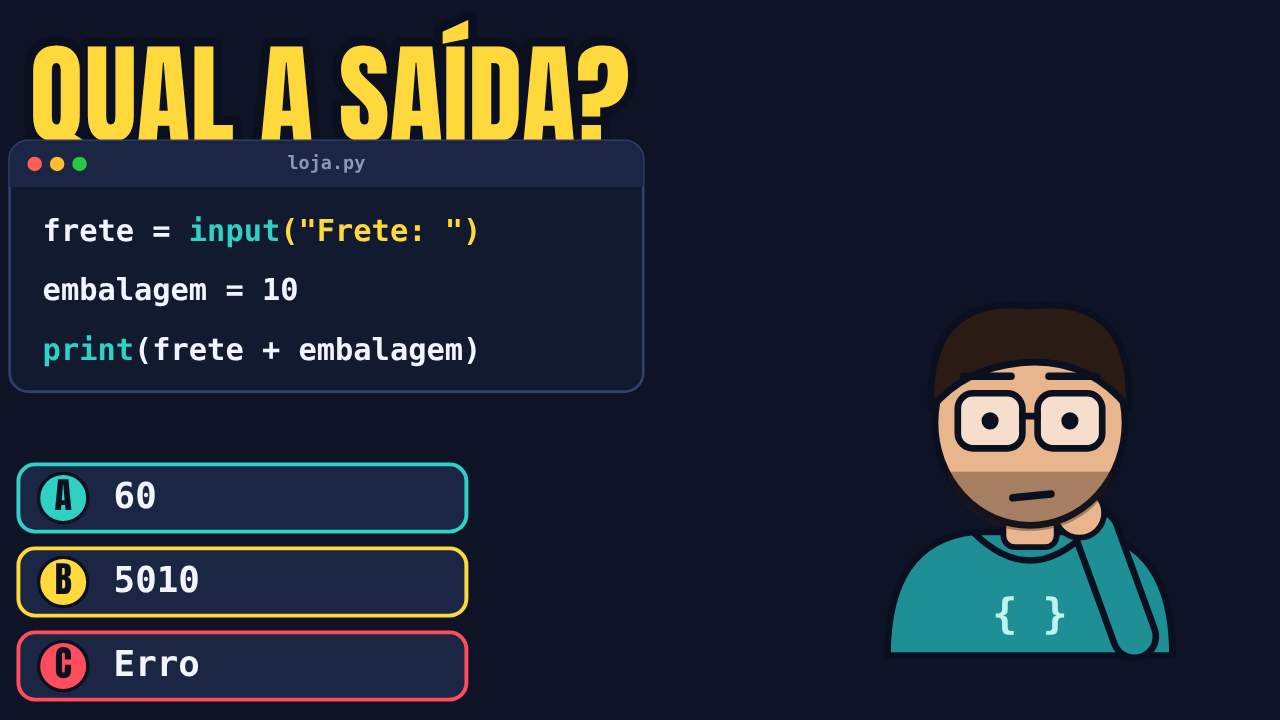 QUAL A SAÍDA?
loja.py
frete = input("Frete: ")
embalagem = 10
print(frete + embalagem)
A 60
B 5010
C Erro
{ }